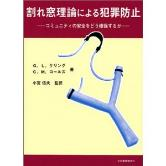 割れ窓理論による犯罪防止
──コミュニティの安全をどう確保するか──
G. L. ケリング
C. M. コールズ 著
小宮信夫 監訳